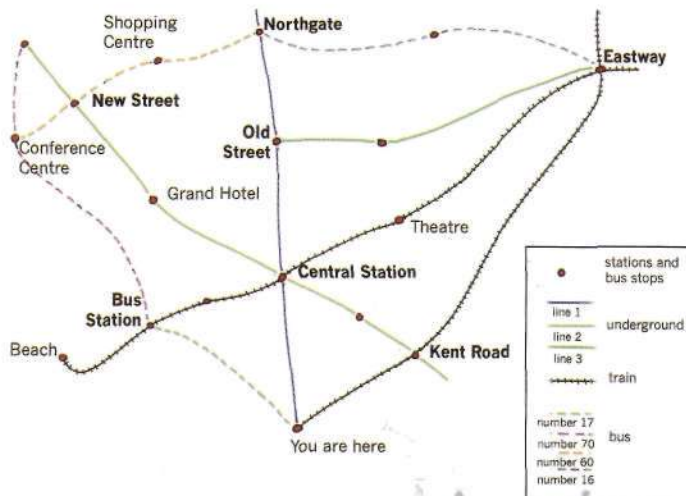 Shopping
Centre
Northgate
Eastway
New Street
Old
Street
Conference
Centre
Grand Hotel
Theatre
Central Station
Bus
Station
Beach
Kent Road
You are here
stations and
bus stops
line 1
underground
line 2
line 3
train
number 17
bus
number 70
number 60
number 16